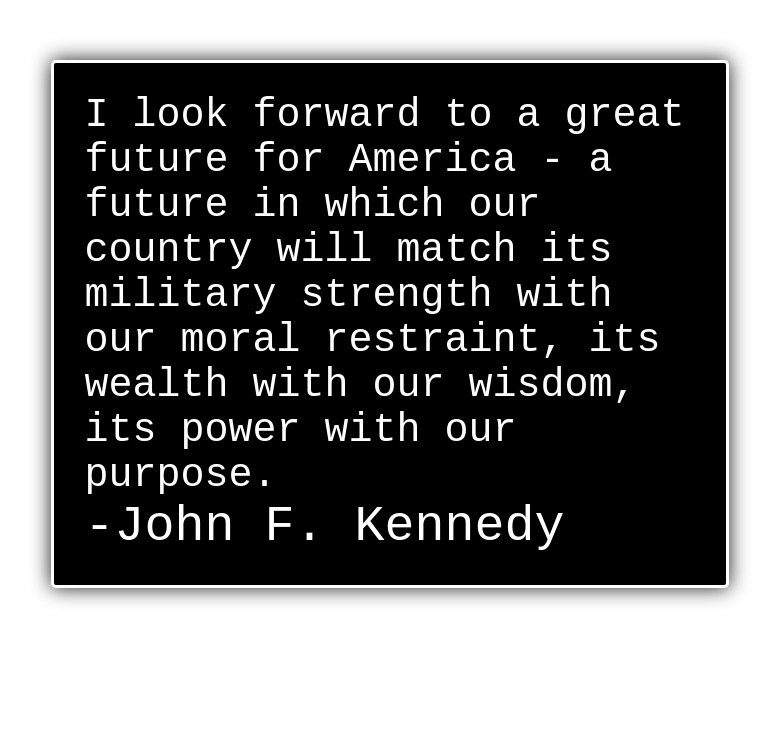 I look forward to a great
future for America - a
future in which our
country will match its
military strength with
our moral restraint, its
wealth with our wisdom,
its power with our
purpose.
-John F. Kennedy